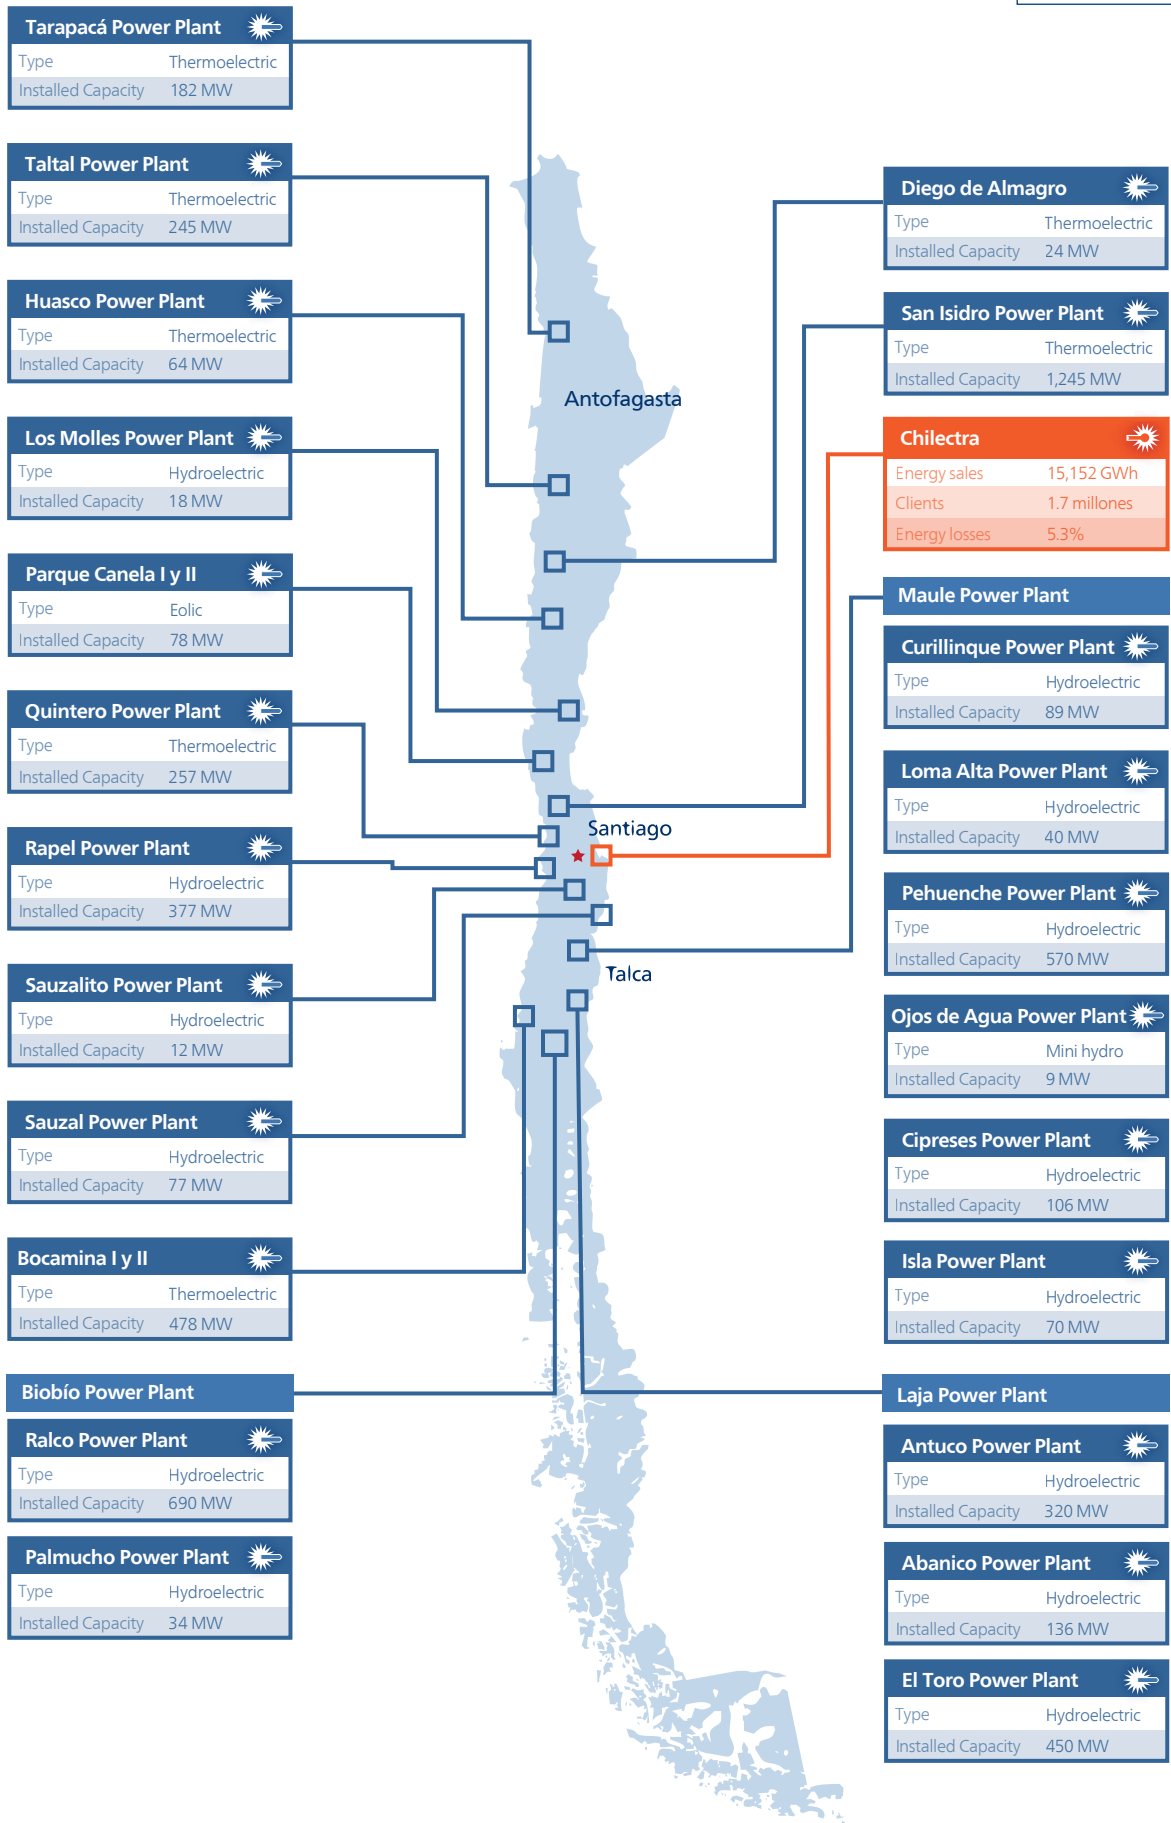 Tarapacá Power Plant
Type Thermoelectric
Installed Capacity 182 MW
Taltal Power Plant
Type Thermoelectric
Installed Capacity 245 MW
Huasco Power Plant
Type Thermoelectric
Installed Capacity 64 MW
Los Molles Power Plant
Type Hydroelectric
Installed Capacity 18 MW
Parque Canela I y II
Type Eolic
Installed Capacity 78 MW
Quintero Power Plant
Type Thermoelectric
Installed Capacity 257 MW
Rapel Power Plant
Type Hydroelectric
Installed Capacity 377 MW
Sauzalito Power Plant
Type Hydroelectric
Installed Capacity 12 MW
Sauzal Power Plant
Type Hydroelectric
Installed Capacity 77 MW
Bocamina I y II
Type Thermoelectric
Installed Capacity 478 MW
Biobío Power Plant
Ralco Power Plant
Type Hydroelectric
Installed Capacity 690 MW
Palmucho Power Plant
Type Hydroelectric
Installed Capacity 34 MW
Antofagasta
Santiago
Talca
Diego de Almagro
Type Thermoelectric
Installed Capacity 24 MW
San Isidro Power Plant
Type Thermoelectric
Installed Capacity 1,245 MW
Chilectra
Energy sales 15,152 GWh
Clients 1.7 millones
Energy losses 5.3%
Maule Power Plant
Curillinque Power Plant
Type Hydroelectric
Installed Capacity 89 MW
Loma Alta Power Plant
Type Hydroelectric
Installed Capacity 40 MW
Pehuenche Power Plant
Type Hydroelectric
Installed Capacity 570 MW
Ojos de Agua Power Plant
Type Mini hydro
Installed Capacity 9 MW
Cipreses Power Plant
Type Hydroelectric
Installed Capacity 106 MW
Isla Power Plant
Type Hydroelectric
Installed Capacity 70 MW
Laja Power Plant
Antuco Power Plant
Type Hydroelectric
Installed Capacity 320 MW
Abanico Power Plant
Type Hydroelectric
Installed Capacity 136 MW
El Toro Power Plant
Type Hydroelectric
Installed Capacity 450 MW